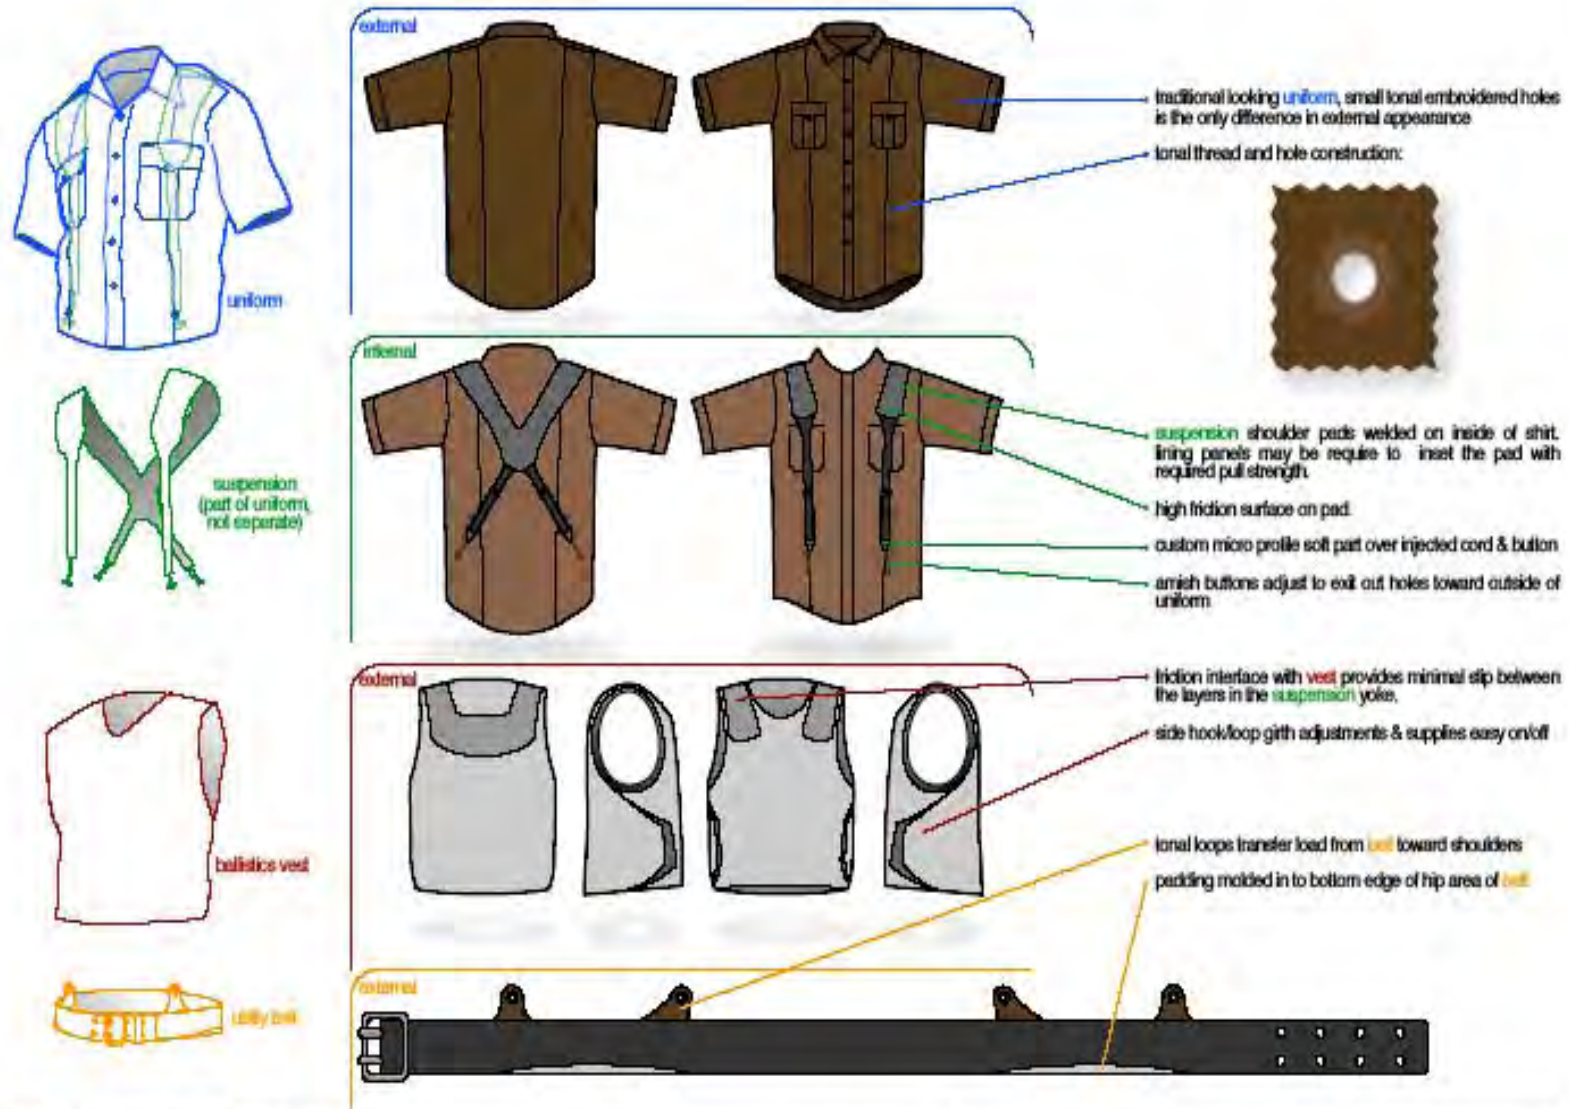 external
traditional looking uniform, small tonal embroidered holes
is the only difference in external appearance
tonal thread and hole construction:
uniform
internal
suspension
(part of uniform,
not seperate)
suspension shoulder pads welded on inside of shirt.
lining panels may be require to inset the pad with
required pull strength.
high friction surface on pad.
custom micro profile soft part over injected cord & button
amish buttons adjust to exit out holes toward outside of
uniform
external
friction interface with vest provides minimal slip between
the layers in the suspension yoke.
side hook/loop girth adjustments & supplies easy on/off
ballistics vest
tonal loops transfer load from belt toward shoulders
padding molded in to bottom edge of hip area of belt
external
utility belt